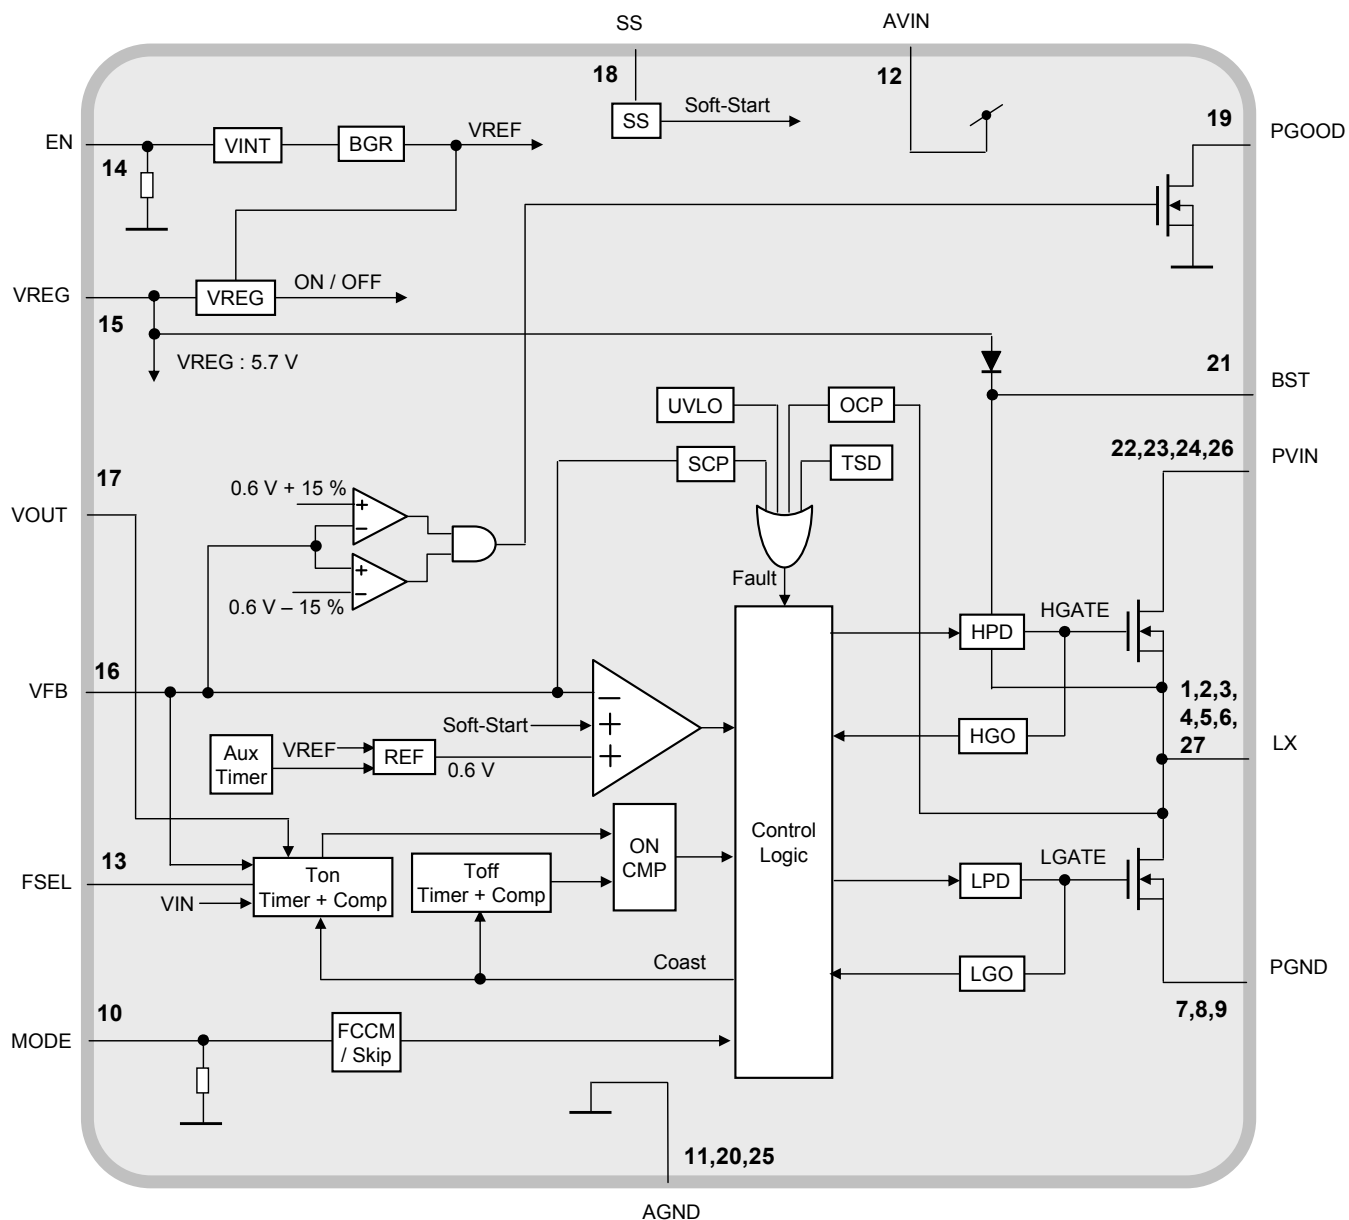 SS
AVIN
18
12
SS
Soft-Start
19
PGOOD
EN
14
VINT
BGR
VREF
VREG
15
VREG
ON / OFF
VREG : 5.7 V
21
BST
UVLO
OCP
SCP
TSD
22,23,24,26
PVIN
17
VOUT
0.6 V + 15 %
+
−
+
−
0.6 V – 15 %
Fault
HPD
HGATE
16
VFB
−
+
+
Soft-Start
Aux
Timer
VREF
REF
0.6 V
HGO
1,2,3,
4,5,6,
27
LX
Control
Logic
ON
CMP
13
FSEL
VIN
Ton
Timer + Comp
Toff
Timer + Comp
LPD
LGATE
Coast
LGO
PGND
7,8,9
10
MODE
FCCM
/ Skip
11,20,25
AGND